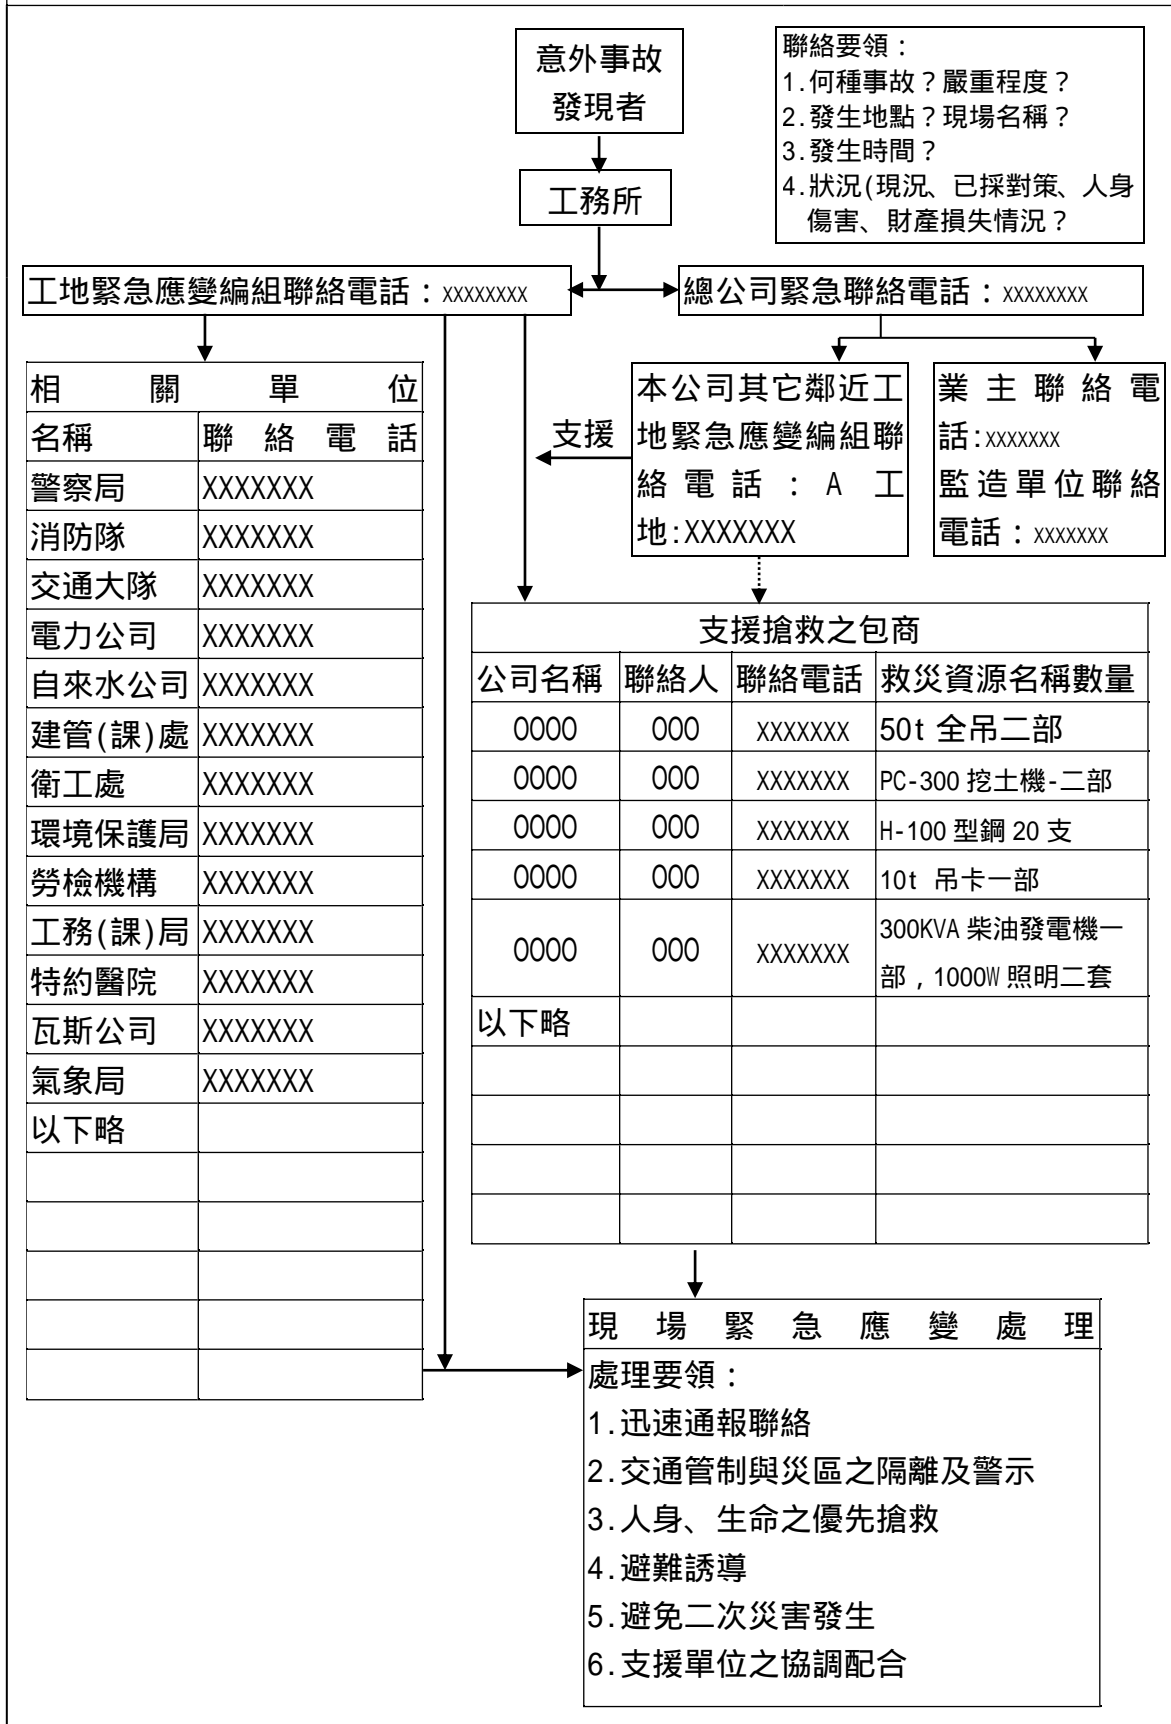 意外事故
發現者
聯絡要領：
1.何種事故？嚴重程度？
2.發生地點？現場名稱？
3.發生時間？
4.狀況(現況、已採對策、人身
傷害、財產損失情況？
工務所
工地緊急應變編組聯絡電話：XXXXXXXX
總公司緊急聯絡電話：XXXXXXXX
相關單位
名稱 聯絡電話
警察局 XXXXXXX
消防隊 XXXXXXX
交通大隊 XXXXXXX
電力公司 XXXXXXX
自來水公司 XXXXXXX
建管(課)處 XXXXXXX
衛工處 XXXXXXX
環境保護局 XXXXXXX
勞檢機構 XXXXXXX
工務(課)局 XXXXXXX
特約醫院 XXXXXXX
瓦斯公司 XXXXXXX
氣象局 XXXXXXX
以下略
支援
本公司其它鄰近工
地緊急應變編組聯
絡電話：A 工
地:XXXXXXX
業主聯絡電
話:XXXXXXX
監造單位聯絡
電話：XXXXXXX
支援搶救之包商
公司名稱 聯絡人 聯絡電話 救災資源名稱數量
OOOO OOO XXXXXXX 50t 全吊二部
OOOO OOO XXXXXXX PC-300 挖土機-二部
OOOO OOO XXXXXXX H-100 型鋼 20 支
OOOO OOO XXXXXXX 10t 吊卡一部
OOOO OOO XXXXXXX 300KVA 柴油發電機一
部，1000W 照明二套
以下略
現場緊急應變處理
處理要領：
1.迅速通報聯絡
2.交通管制與災區之隔離及警示
3.人身、生命之優先搶救
4.避難誘導
5.避免二次災害發生
6.支援單位之協調配合